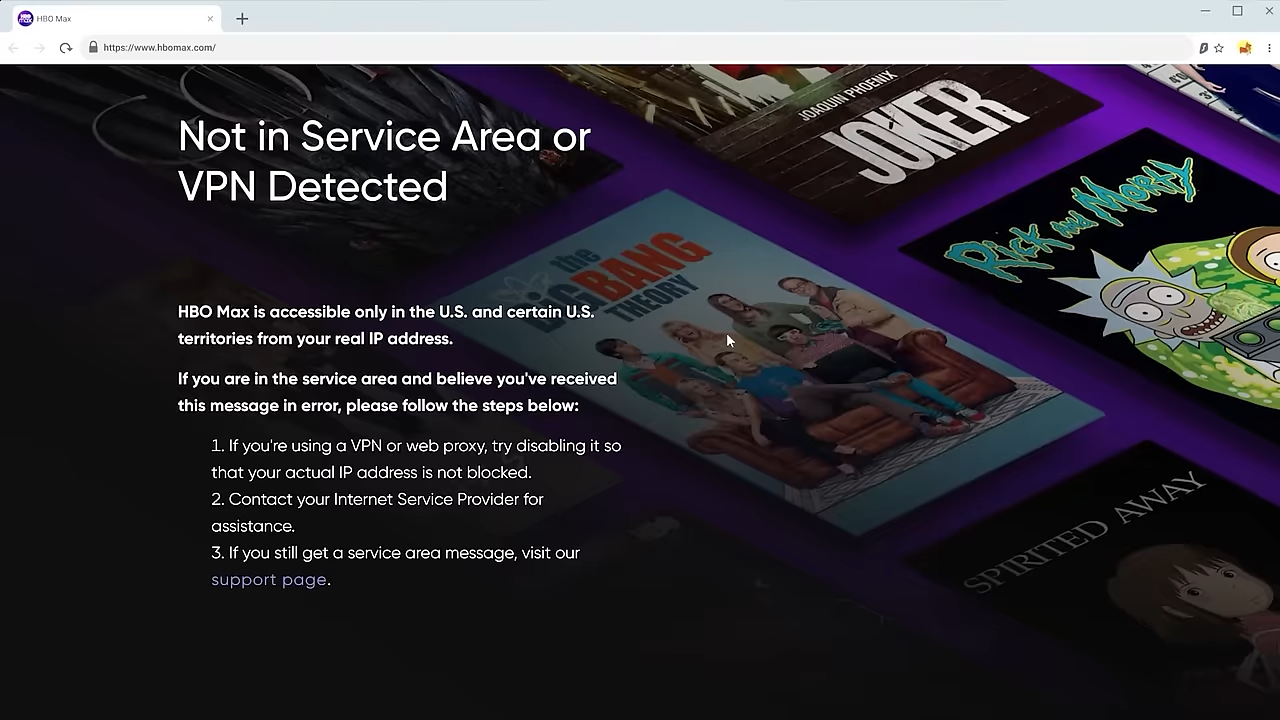 HBO Max
https://www.hbomax.com/
Not in Service Area or
VPN Detected
HBO Max is accessible only in the U.S. and certain U.S.
territories from your real IP address.
If you are in the service area and believe you've received
this message in error, please follow the steps below:
1. If you're using a VPN or web proxy, try disabling it so
that your actual IP address is not blocked.
2. Contact your Internet Service Provider for
assistance.
3. If you still get a service area message, visit our
support page.
JOAQUIN PHOENIX
JOKER
the
BIG BANG
THEORY
Rick and Morty
SPIRITED AWAY